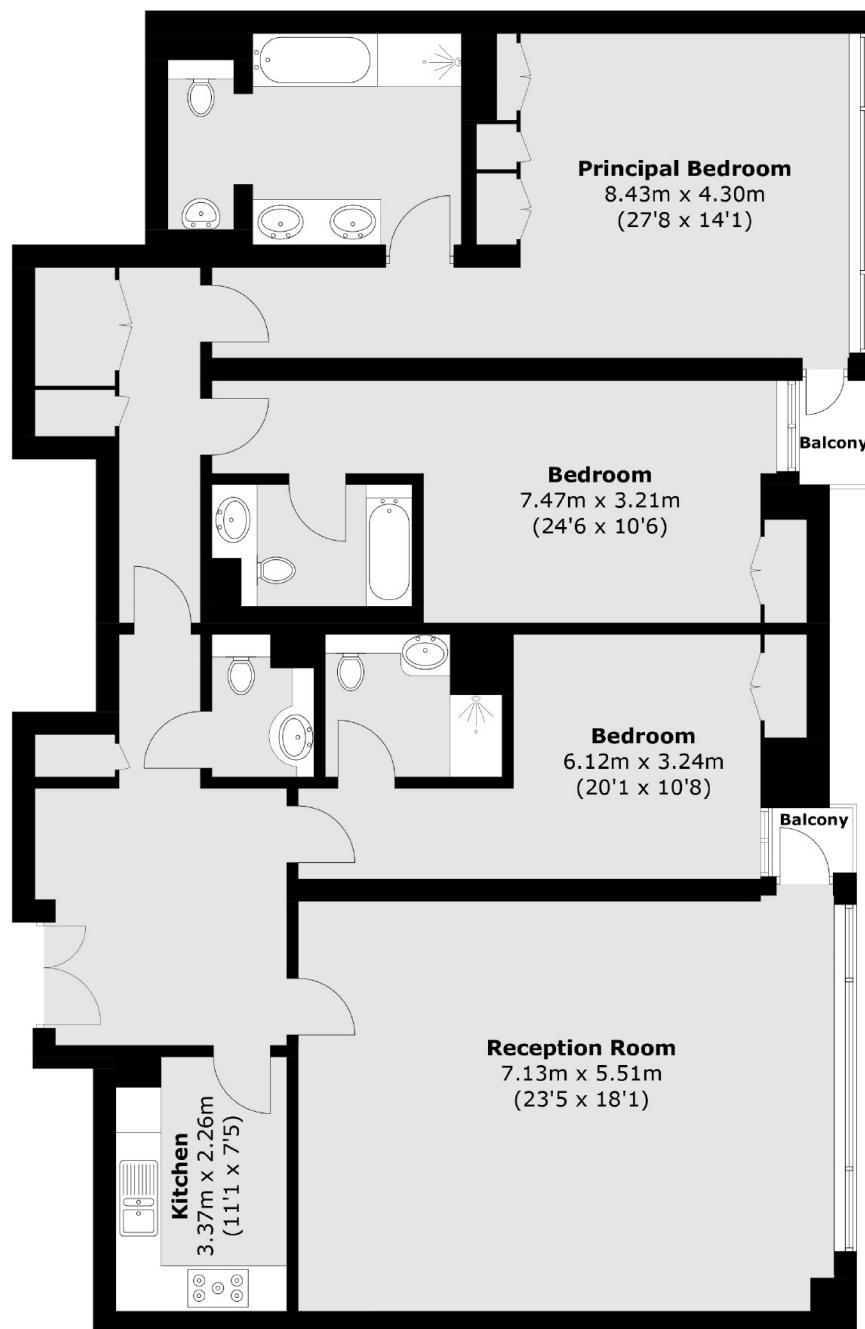 Principal Bedroom
8.43m x 4.30m
(27'8 x 14'1)
Balcony
Bedroom
7.47m x 3.21m
(24'6 x 10'6)
Bedroom
6.12m x 3.24m
(20'1 x 10'8)
Balcony
Reception Room
7.13m x 5.51m
(23'5 x 18'1)
Kitchen
3.37m x 2.26m
(11'1 x 7'5)